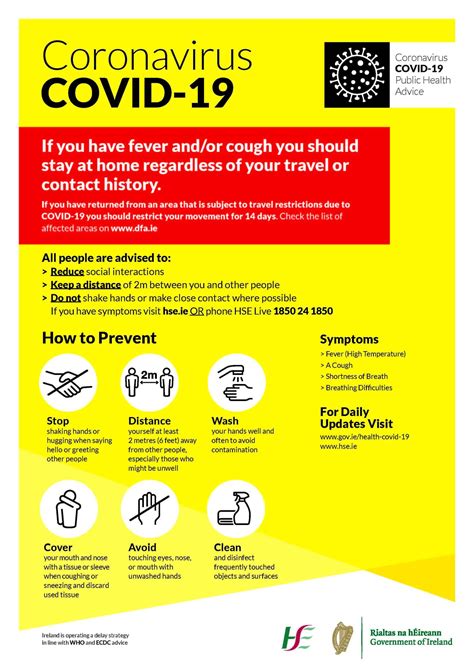 Coronavirus
COVID-19
Coronavirus
COVID-19
Public Health
Advice
If you have fever and/or cough you should
stay at home regardless of your travel or
contact history.
If you have returned from an area that is subject to travel restrictions due to
COVID-19 you should restrict your movement for 14 days. Check the list of
affected areas on www.dfa.ie
All people are advised to:
> Reduce social interactions
> Keep a distance of 2m between you and other people
> Do not shake hands or make close contact where possible
If you have symptoms visit hse.ie OR phone HSE Live 1850 24 1850
How to Prevent
2m
Stop
shaking hands or
hugging when saying
hello or greeting
other people
Distance
yourself at least
2 metres (6 feet) away
from other people,
especially those who
might be unwell
Wash
your hands well and
often to avoid
contamination
Cover
your mouth and nose
with a tissue or sleeve
when coughing or
sneezing and discard
used tissue
Avoid
touching eyes, nose,
or mouth with
unwashed hands
Clean
and disinfect
frequently touched
objects and surfaces
Symptoms
> Fever (High Temperature)
> A Cough
> Shortness of Breath
> Breathing Difficulties
For Daily
Updates Visit
www.gov.ie/health-covid-19
www.hse.ie
Ireland is operating a delay strategy
in line with WHO and ECDC advice
HE
Rialtas na hÉireann
Government of Ireland